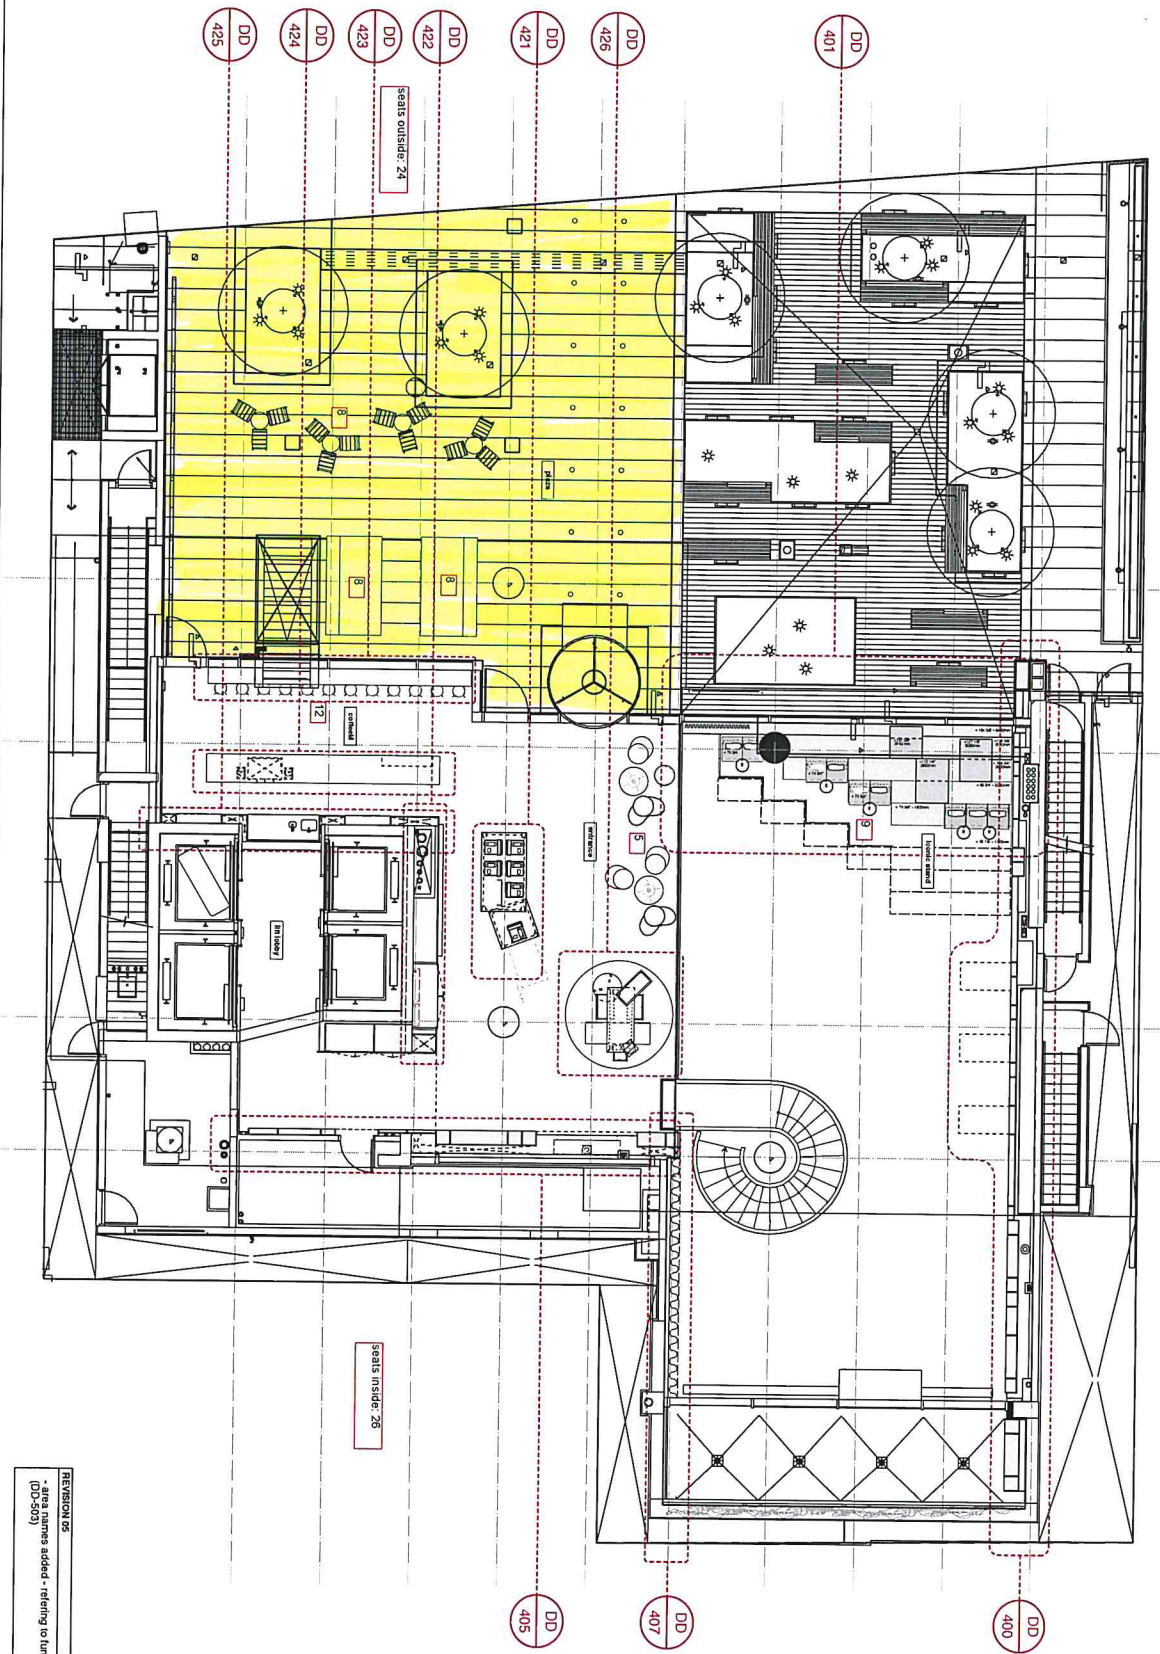 DD
425
DD
424
DD
423
DD
422
DD
421
DD
426
DD
401
seats outside: 24
8
plaza
8
8
12
coffee/d
5
entrance
9
iconic stand
lift lobby
seats inside: 26
DD
405
DD
407
DD
400
REVISION 05
- area names added - refering to fun
(DD-503)